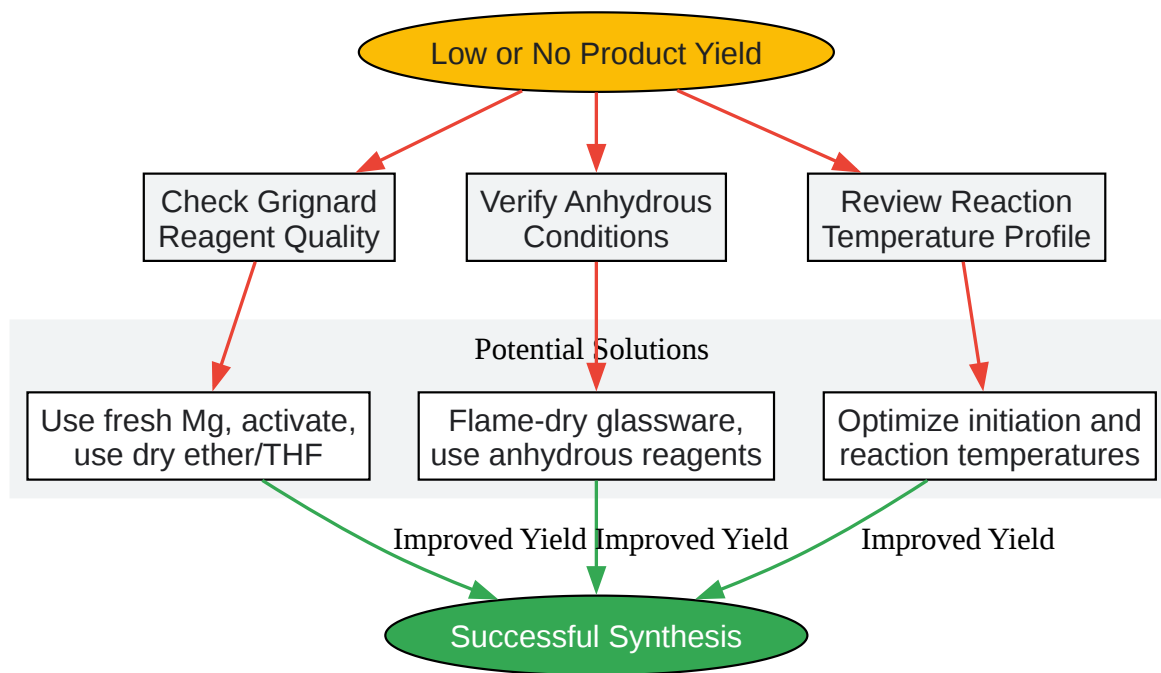 Low or No Product Yield
Check Grignard
Reagent Quality
Verify Anhydrous
Conditions
Review Reaction
Temperature Profile
Potential Solutions
Use fresh Mg, activate,
use dry ether/THF
Flame-dry glassware,
use anhydrous reagents
Optimize initiation and
reaction temperatures
Improved Yield
Improved Yield
Improved Yield
Successful Synthesis